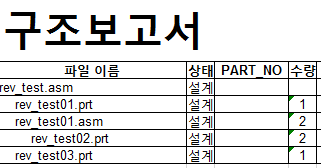 구조보고서
파일 이름 상태 PART_NO 수량
rev_test.asm 설계
rev_test01.prt 설계 1
rev_test01.asm 설계 2
rev_test02.prt 설계 2
rev_test03.prt 설계 1